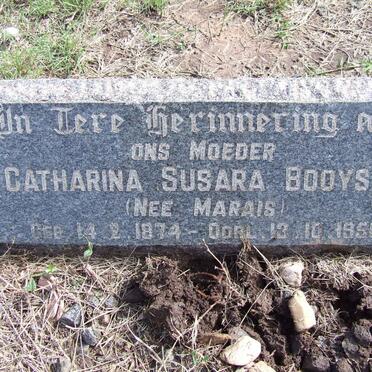 In Tere Herinnering a
ONS MOEDER
CATHARINA SUSARA BOOYS
(NEE MARAIS)
GEB. 14. 2. 1874 - OORL. 13. 10. 195